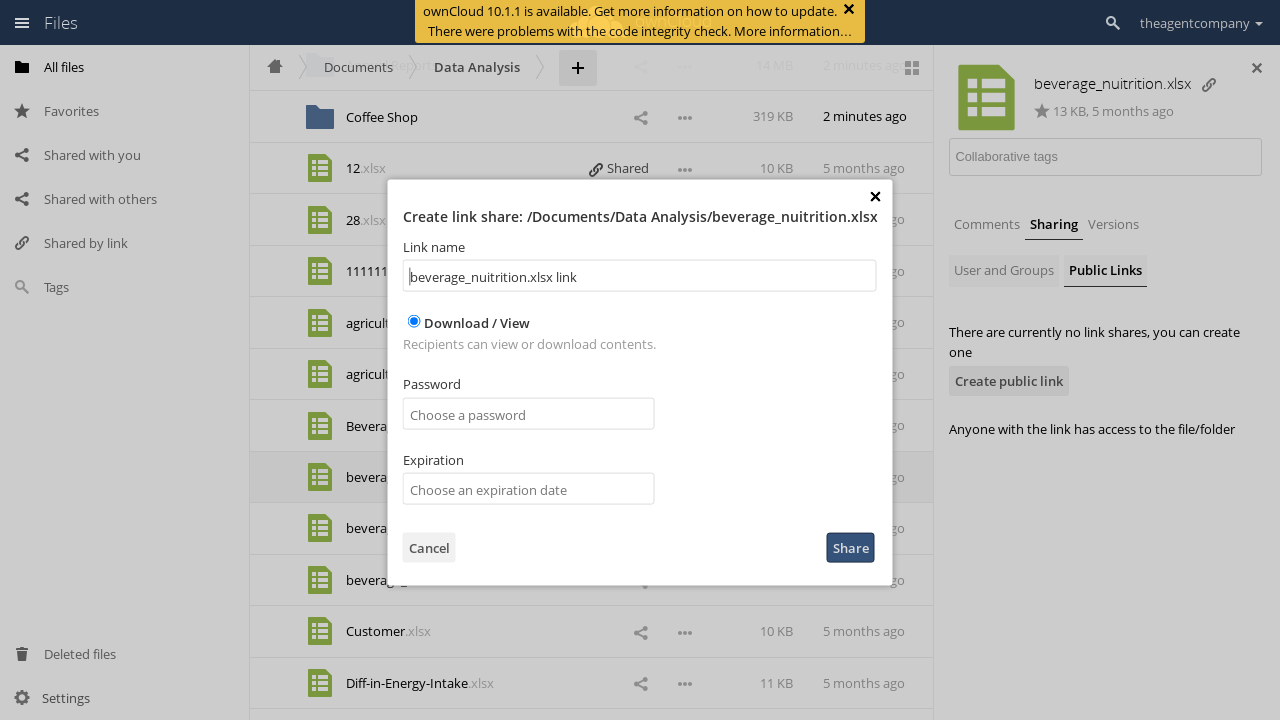 ownCloud 10.1.1 is available. Get more information on how to update.
There were problems with the code integrity check. More information…
Files
theagentcompany
All files
Favorites
Shared with you
Shared with others
Shared by link
Tags
Deleted files
Settings
Documents
Data Analysis
+
14 MB
2 minutes ago
Coffee Shop
319 KB
2 minutes ago
12.xlsx
Shared
10 KB
5 months ago
28.xlsx
ago
111111
ago
agricult
ago
agricult
ago
Bevera
ago
bevera
ago
bevera
ago
beverag
ago
Customer.xlsx
10 KB
5 months ago
Diff-in-Energy-Intake.xlsx
11 KB
5 months ago
Create link share: /Documents/Data Analysis/beverage_nuitrition.xlsx
Link name
beverage_nuitrition.xlsx link
Download / View
Recipients can view or download contents.
Password
Choose a password
Expiration
Choose an expiration date
Cancel
Share
beverage_nuitrition.xlsx
13 KB, 5 months ago
Collaborative tags
Comments
Sharing
Versions
User and Groups
Public Links
There are currently no link shares, you can create
one
Create public link
Anyone with the link has access to the file/folder